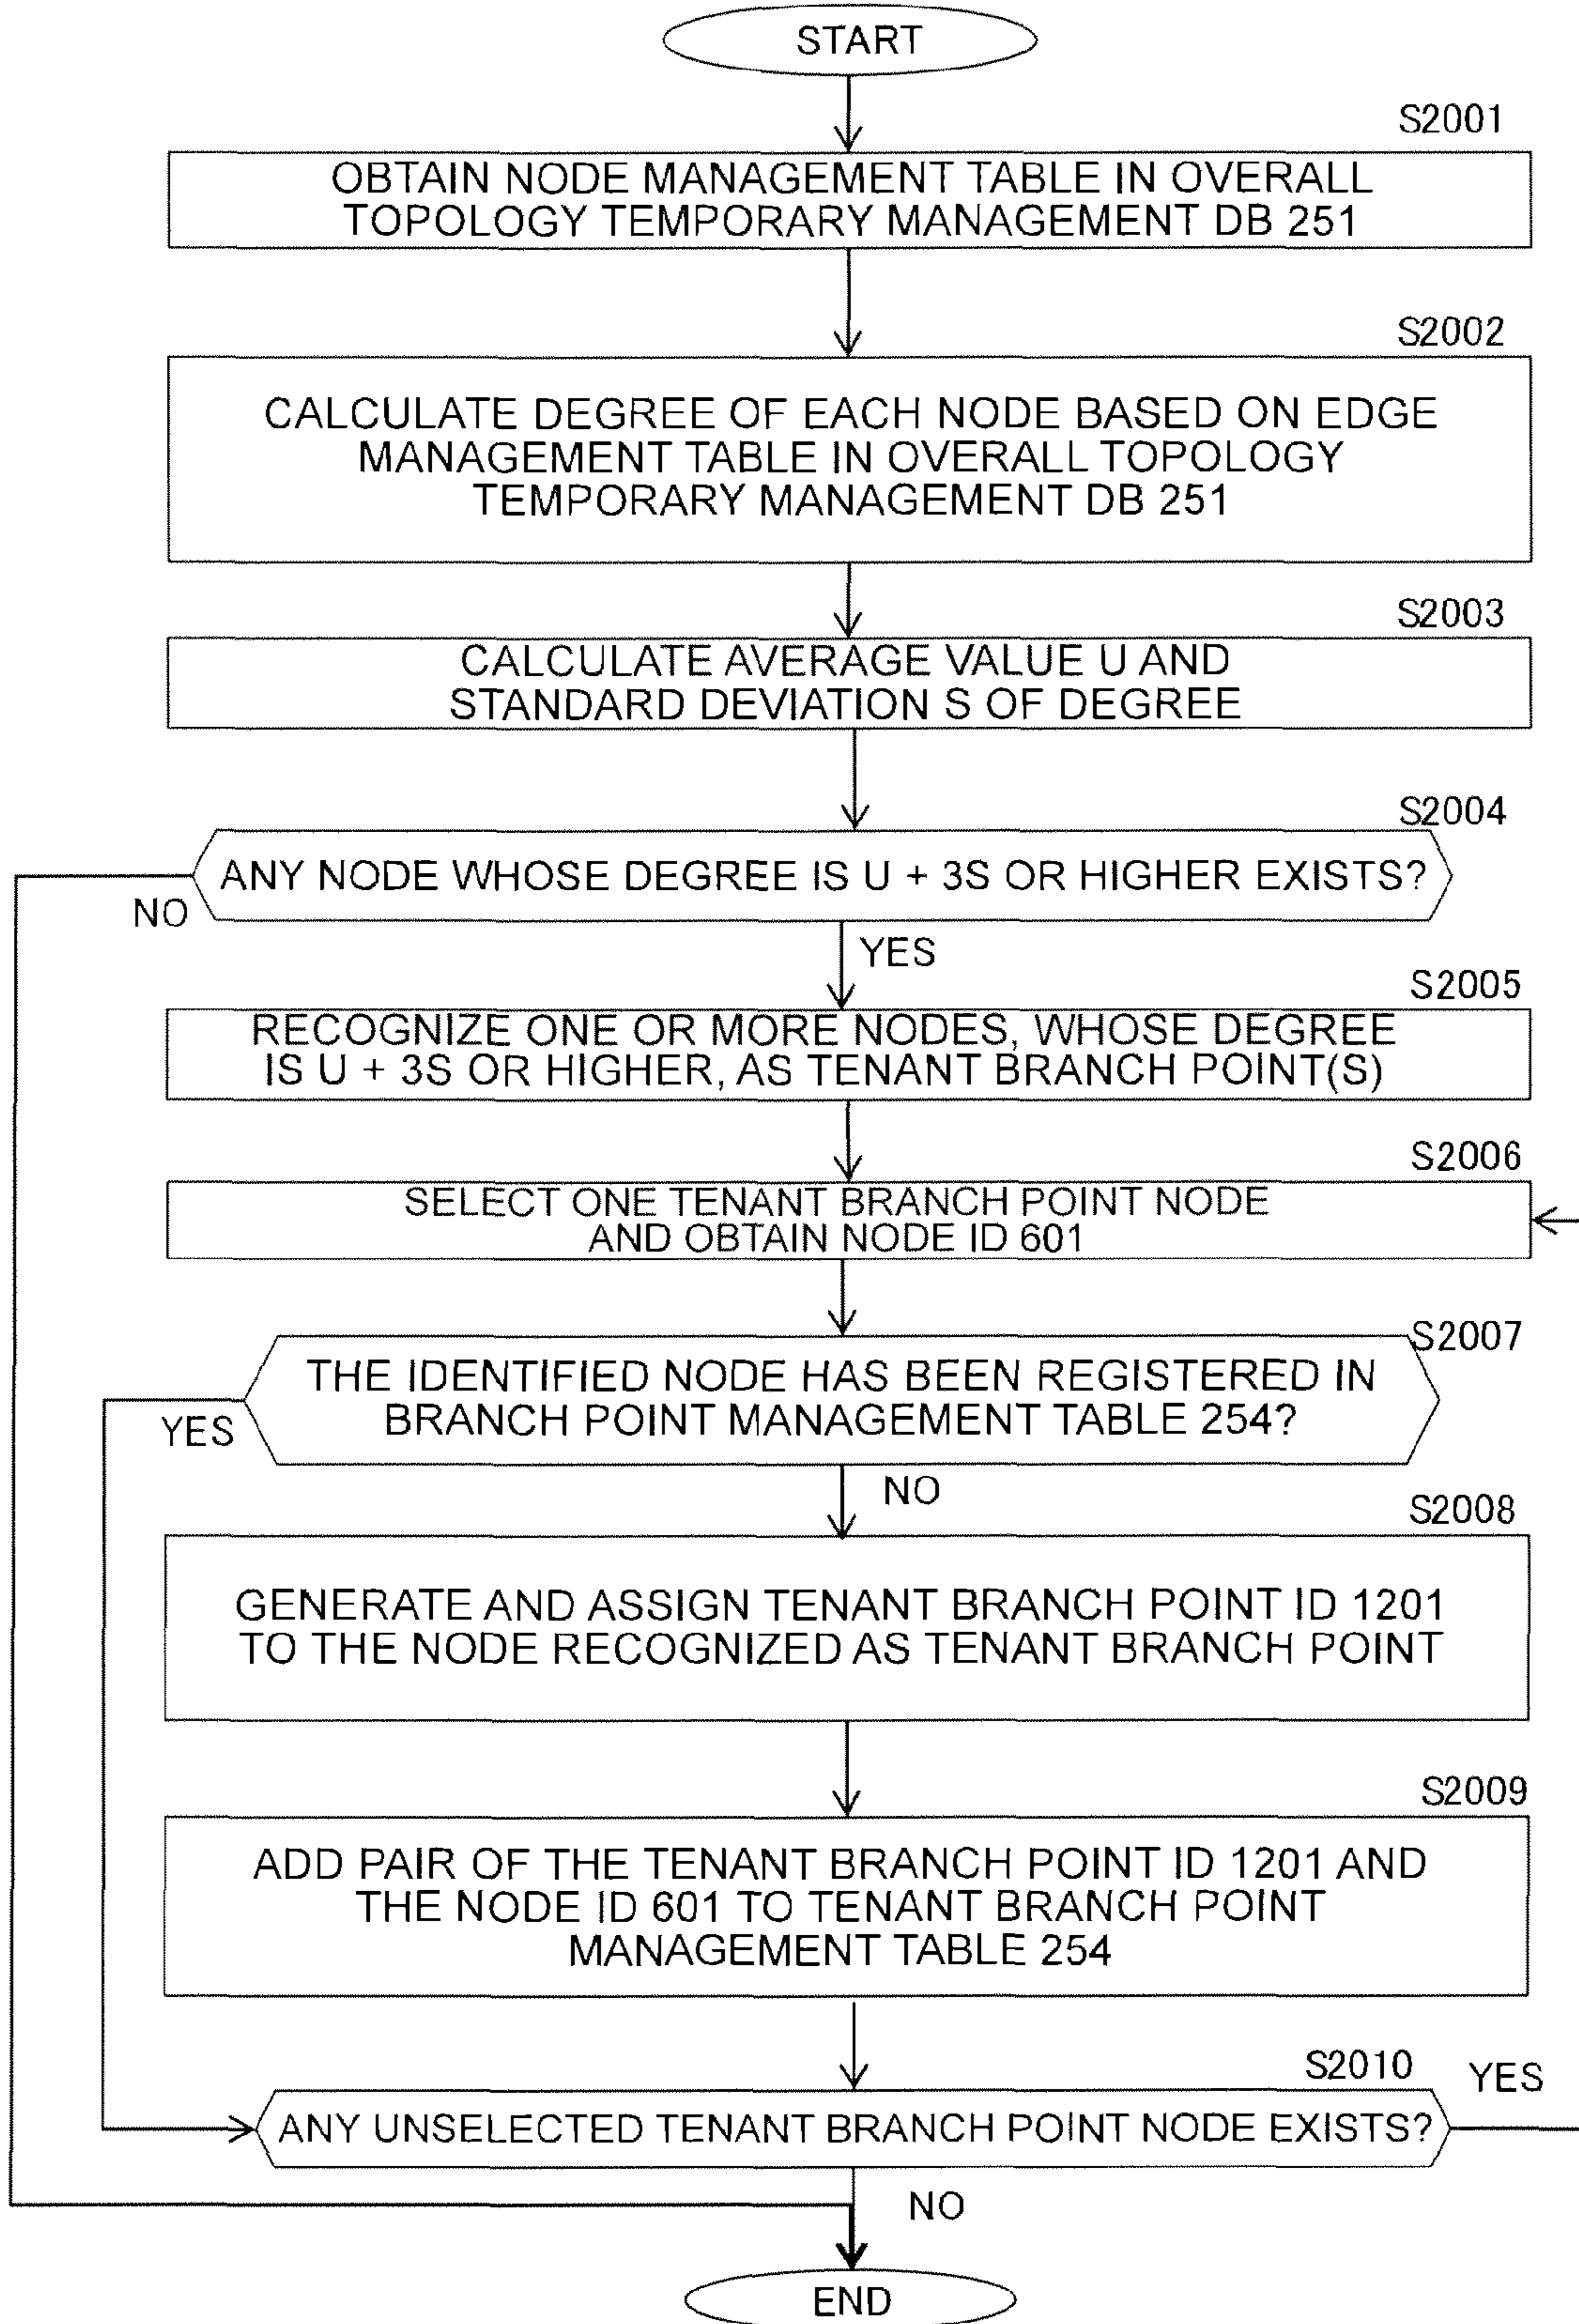 START
S2001
OBTAIN NODE MANAGEMENT TABLE IN OVERALL
TOPOLOGY TEMPORARY MANAGEMENT DB 251
S2002
CALCULATE DEGREE OF EACH NODE BASED ON EDGE
MANAGEMENT TABLE IN OVERALL TOPOLOGY
TEMPORARY MANAGEMENT DB 251
S2003
CALCULATE AVERAGE VALUE U AND
STANDARD DEVIATION S OF DEGREE
S2004
ANY NODE WHOSE DEGREE IS U + 3S OR HIGHER EXISTS?
NO
YES
S2005
RECOGNIZE ONE OR MORE NODES, WHOSE DEGREE
IS U + 3S OR HIGHER, AS TENANT BRANCH POINT(S)
S2006
SELECT ONE TENANT BRANCH POINT NODE
AND OBTAIN NODE ID 601
S2007
THE IDENTIFIED NODE HAS BEEN REGISTERED IN
BRANCH POINT MANAGEMENT TABLE 254?
YES
NO
S2008
GENERATE AND ASSIGN TENANT BRANCH POINT ID 1201
TO THE NODE RECOGNIZED AS TENANT BRANCH POINT
S2009
ADD PAIR OF THE TENANT BRANCH POINT ID 1201 AND
THE NODE ID 601 TO TENANT BRANCH POINT
MANAGEMENT TABLE 254
S2010
YES
ANY UNSELECTED TENANT BRANCH POINT NODE EXISTS?
NO
END